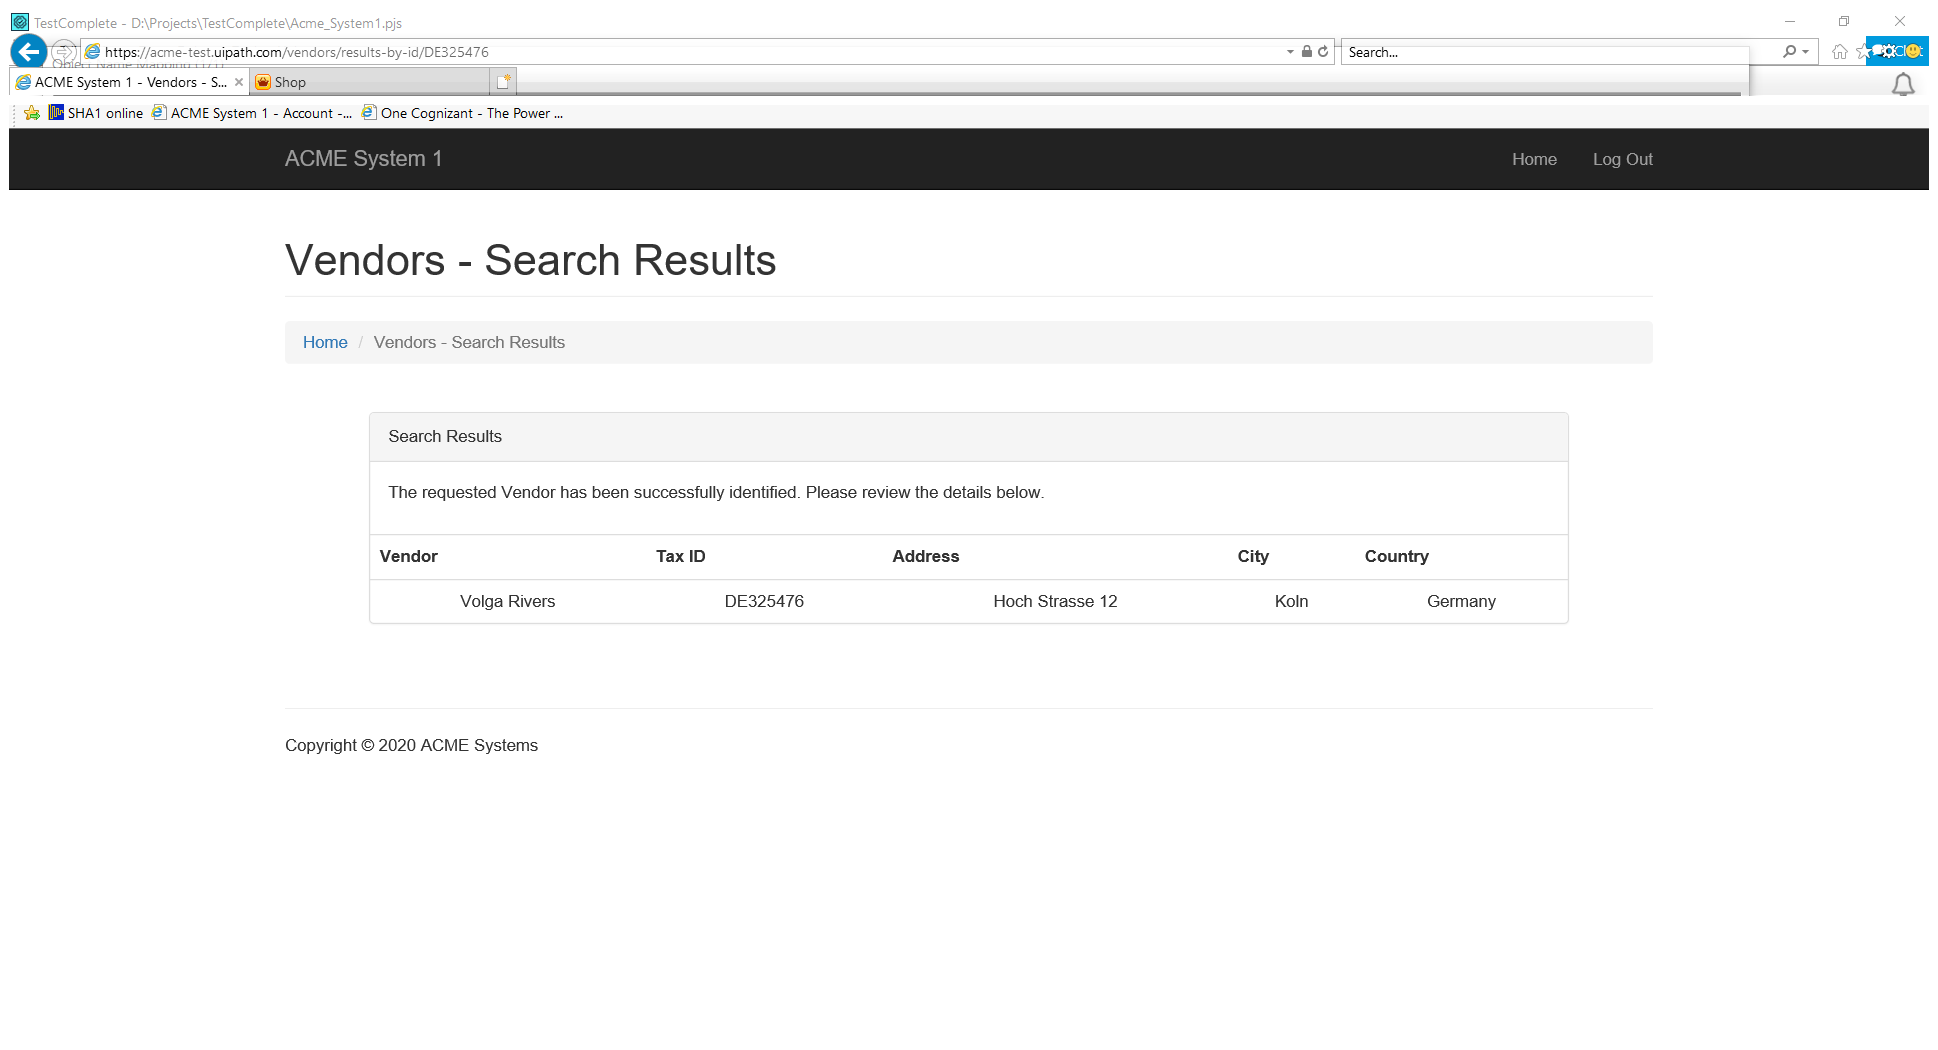 TestComplete - D:\Projects\TestComplete\Acme_System1.pjs
https://acme-test.uipath.com/vendors/results-by-id/DE325476
Search...
ACME System 1 - Vendors - S...
Shop
SHA1 online
ACME System 1 - Account -...
One Cognizant - The Power ...
ACME System 1
Home
Log Out
Vendors - Search Results
Home / Vendors - Search Results
Search Results
The requested Vendor has been successfully identified. Please review the details below.
Vendor Tax ID Address City Country
Volga Rivers DE325476 Hoch Strasse 12 Koln Germany
Copyright © 2020 ACME Systems